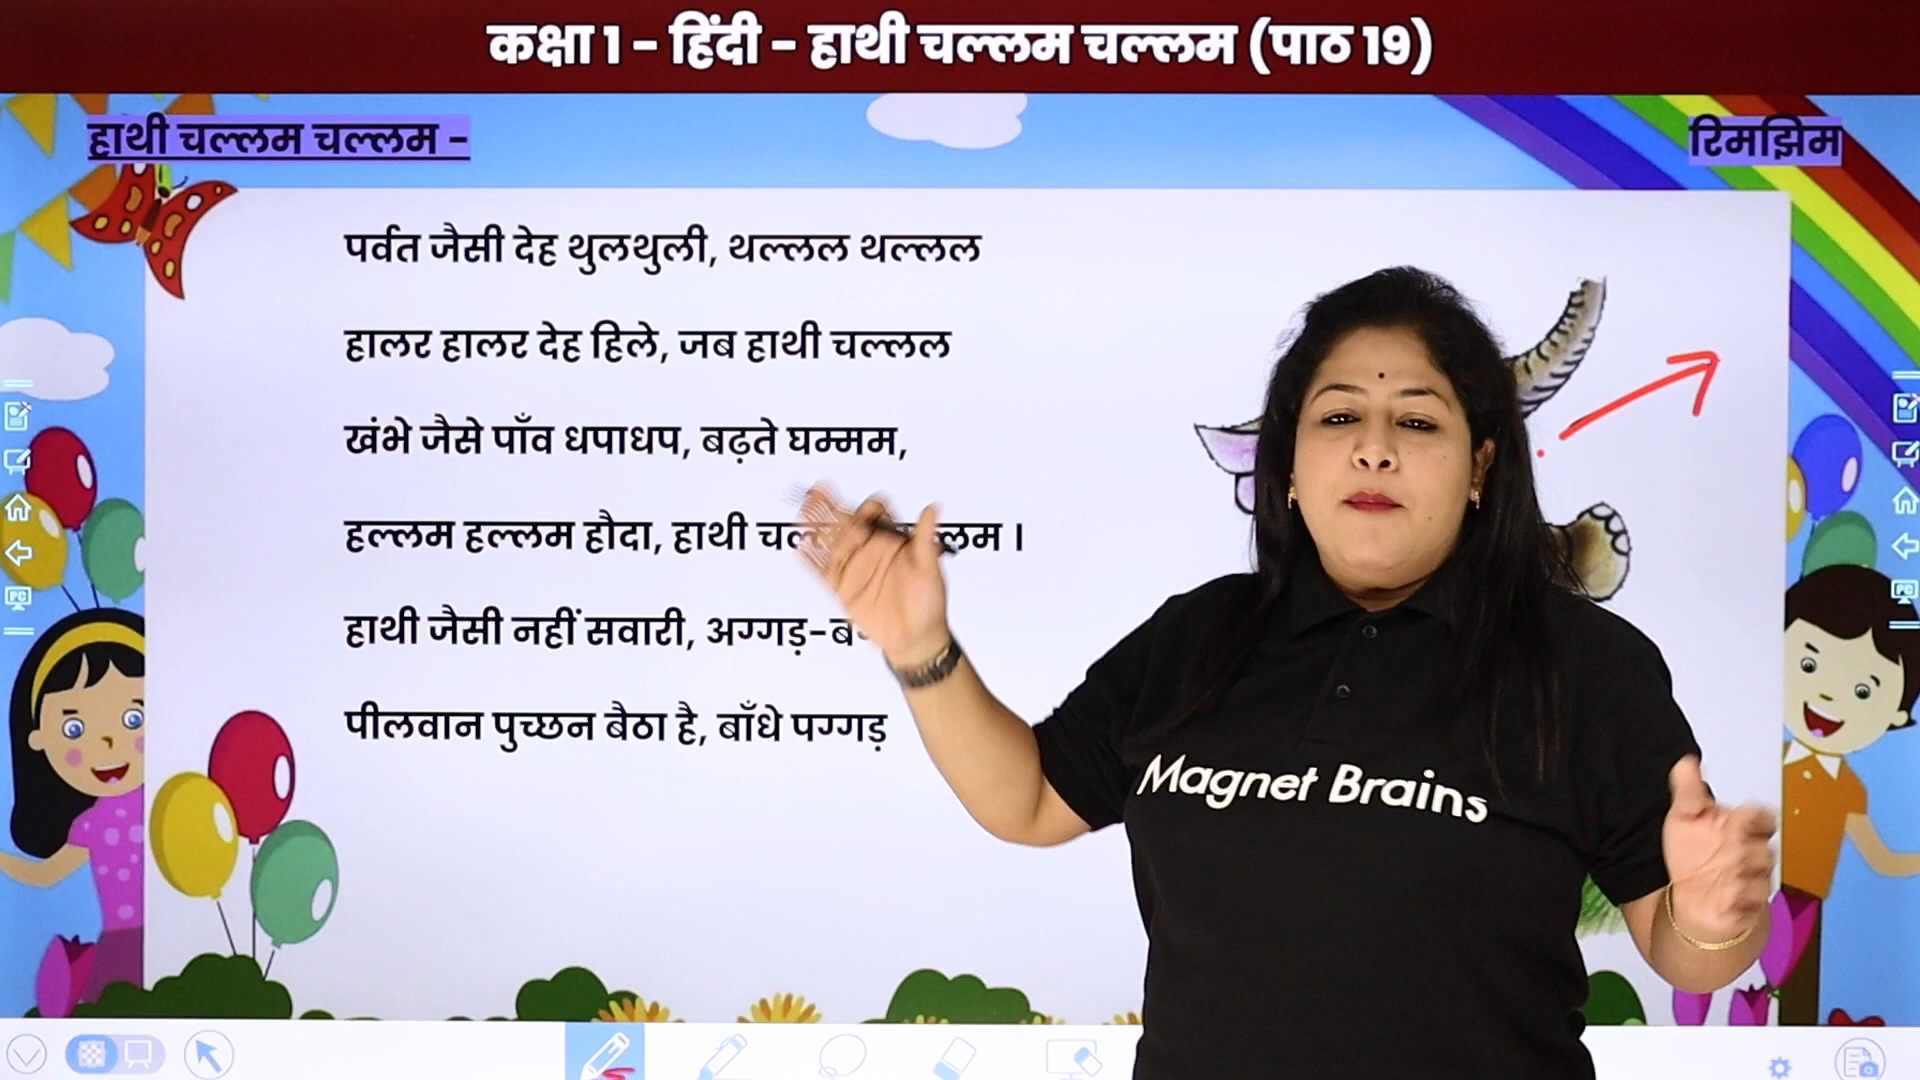 कक्षा 1 - हिंदी - हाथी चल्लम चल्लम (पाठ 19)
हाथी चल्लम चल्लम -
रिमझिम
पर्वत जैसी देह थुलथुली, थल्लल थल्लल
हालर हालर देह हिले, जब हाथी चल्लल
खंभे जैसे पाँव धपाधप, बढ़ते घम्मम,
हल्लम हल्लम हौदा, हाथी
हाथी जैसी नहीं सवारी, अग्गड़-
पीलवान पुच्छन बैठा है, बाँधे पग्गड़
Magnet Brains
PC
PC